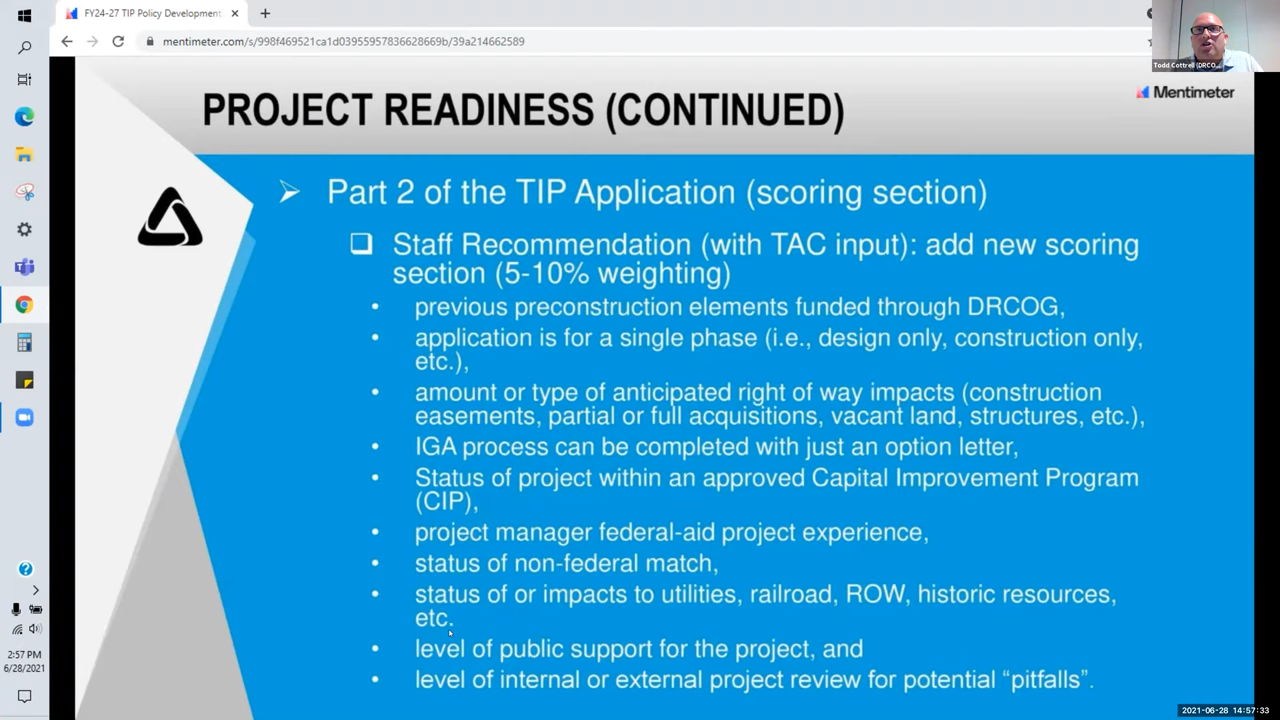 FY24-27 TIP Policy Development
mentimeter.com/s/998f469521ca1d03955957836628669b/39a214662589
Todd Cottrell (DRCO...
Mentimeter
PROJECT READINESS (CONTINUED)
➢ Part 2 of the TIP Application (scoring section)
❑ Staff Recommendation (with TAC input): add new scoring
section (5-10% weighting)
• previous preconstruction elements funded through DRCOG,
• application is for a single phase (i.e., design only, construction only,
etc.),
• amount or type of anticipated right of way impacts (construction
easements, partial or full acquisitions, vacant land, structures, etc.),
• IGA process can be completed with just an option letter,
• Status of project within an approved Capital Improvement Program
(CIP),
• project manager federal-aid project experience,
• status of non-federal match,
• status of or impacts to utilities, railroad, ROW, historic resources,
etc.
• level of public support for the project, and
• level of internal or external project review for potential “pitfalls”.
2:57 PM
6/28/2021
2021-06-28 14:57:33